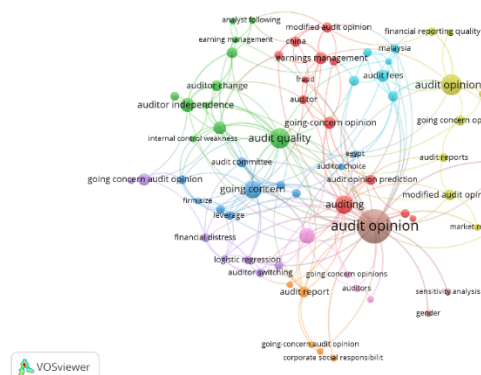 analyst following
modified audit opinion
financial reporting quality
china
earning management
malaysia
earnings management
audit fees
fraud
auditor change
audit opinion
auditor
auditor independence
going-concern opinion
going concern op
internal control weakness
audit quality
egypt
audit committee
auditor choice
audit reports
going concern audit opinion
audit opinion prediction
going concern
modified audit opin
firm size
auditing
leverage
audit opinion
market r
financial distress
logistic regression
auditor switching
going concern opinions
auditors
audit report
sensitivity analysis
gender
going-concern audit opinion
corporate social responsibilit
VOSviewer